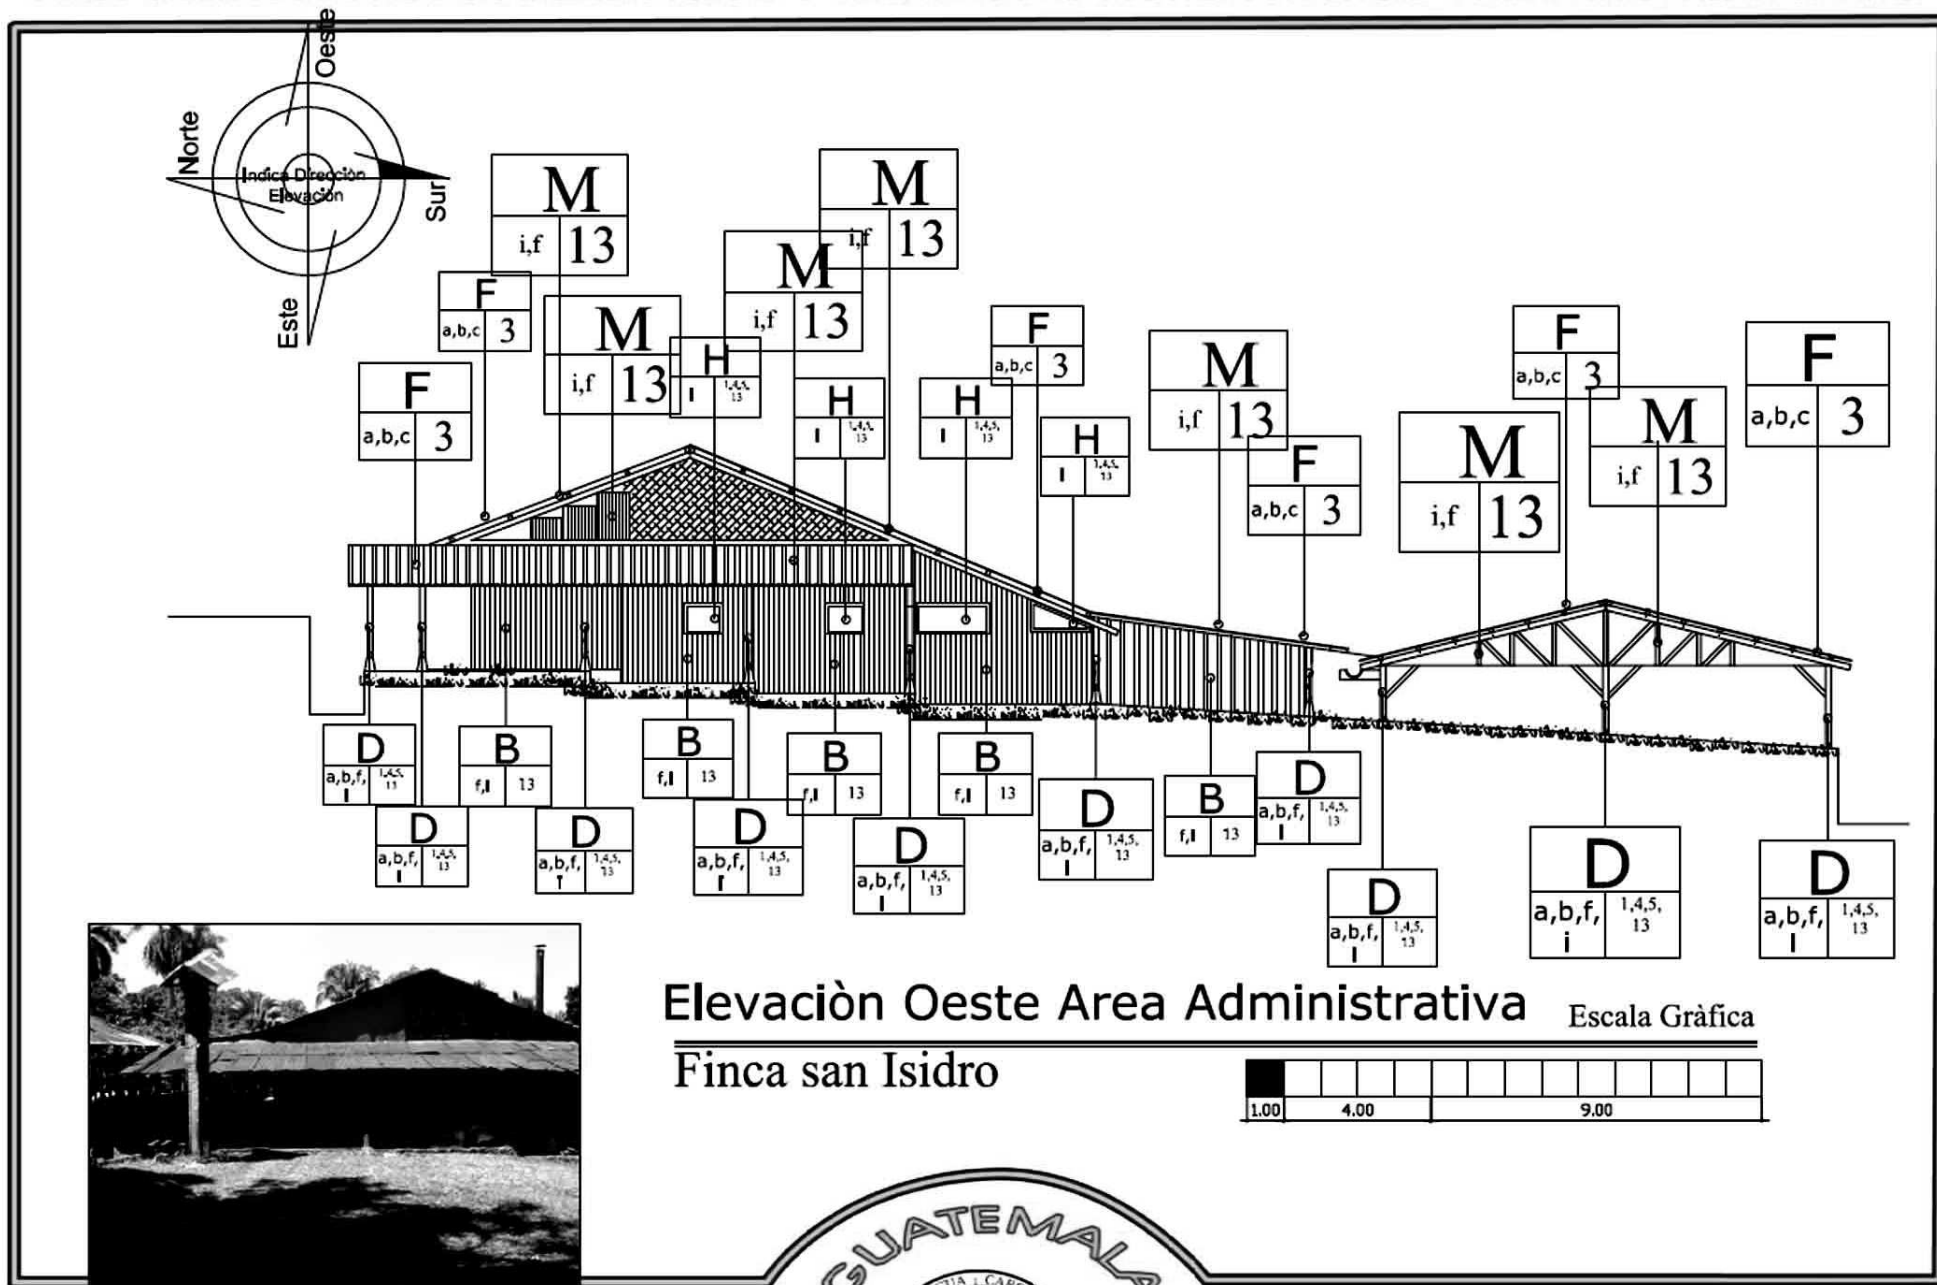 Oeste
Norte
Indica Direcciòn
Elevaciòn
Sur
Este
M
i,f 13
M
i,f 13
M
i,f 13
F
a,b,c 3
M
i,f 13
F
a,b,c 3
H
I 1,4,5,
13
H
I 1,4,5,
13
H
I 1,4,5,
13
F
a,b,c 3
H
I 1,4,5,
13
M
i,f 13
F
a,b,c 3
M
i,f 13
F
a,b,c 3
M
i,f 13
F
a,b,c 3
D
a,b,f, 1,4,5,
I 13
B
f,I 13
B
f,I 13
B
f,I 13
B
f,I 13
D
a,b,f, 1,4,5,
I 13
D
a,b,f, 1,4,5,
I 13
D
a,b,f, 1,4,5,
I 13
D
a,b,f, 1,4,5,
I 13
D
a,b,f, 1,4,5,
I 13
B
f,I 13
D
a,b,f, 1,4,5,
I 13
D
a,b,f, 1,4,5,
I 13
D
a,b,f, 1,4,5,
i 13
D
a,b,f, 1,4,5,
I 13
Elevaciòn Oeste Area Administrativa
Escala Gràfica
Finca san Isidro
1.00 4.00 9.00
GUATEMALA